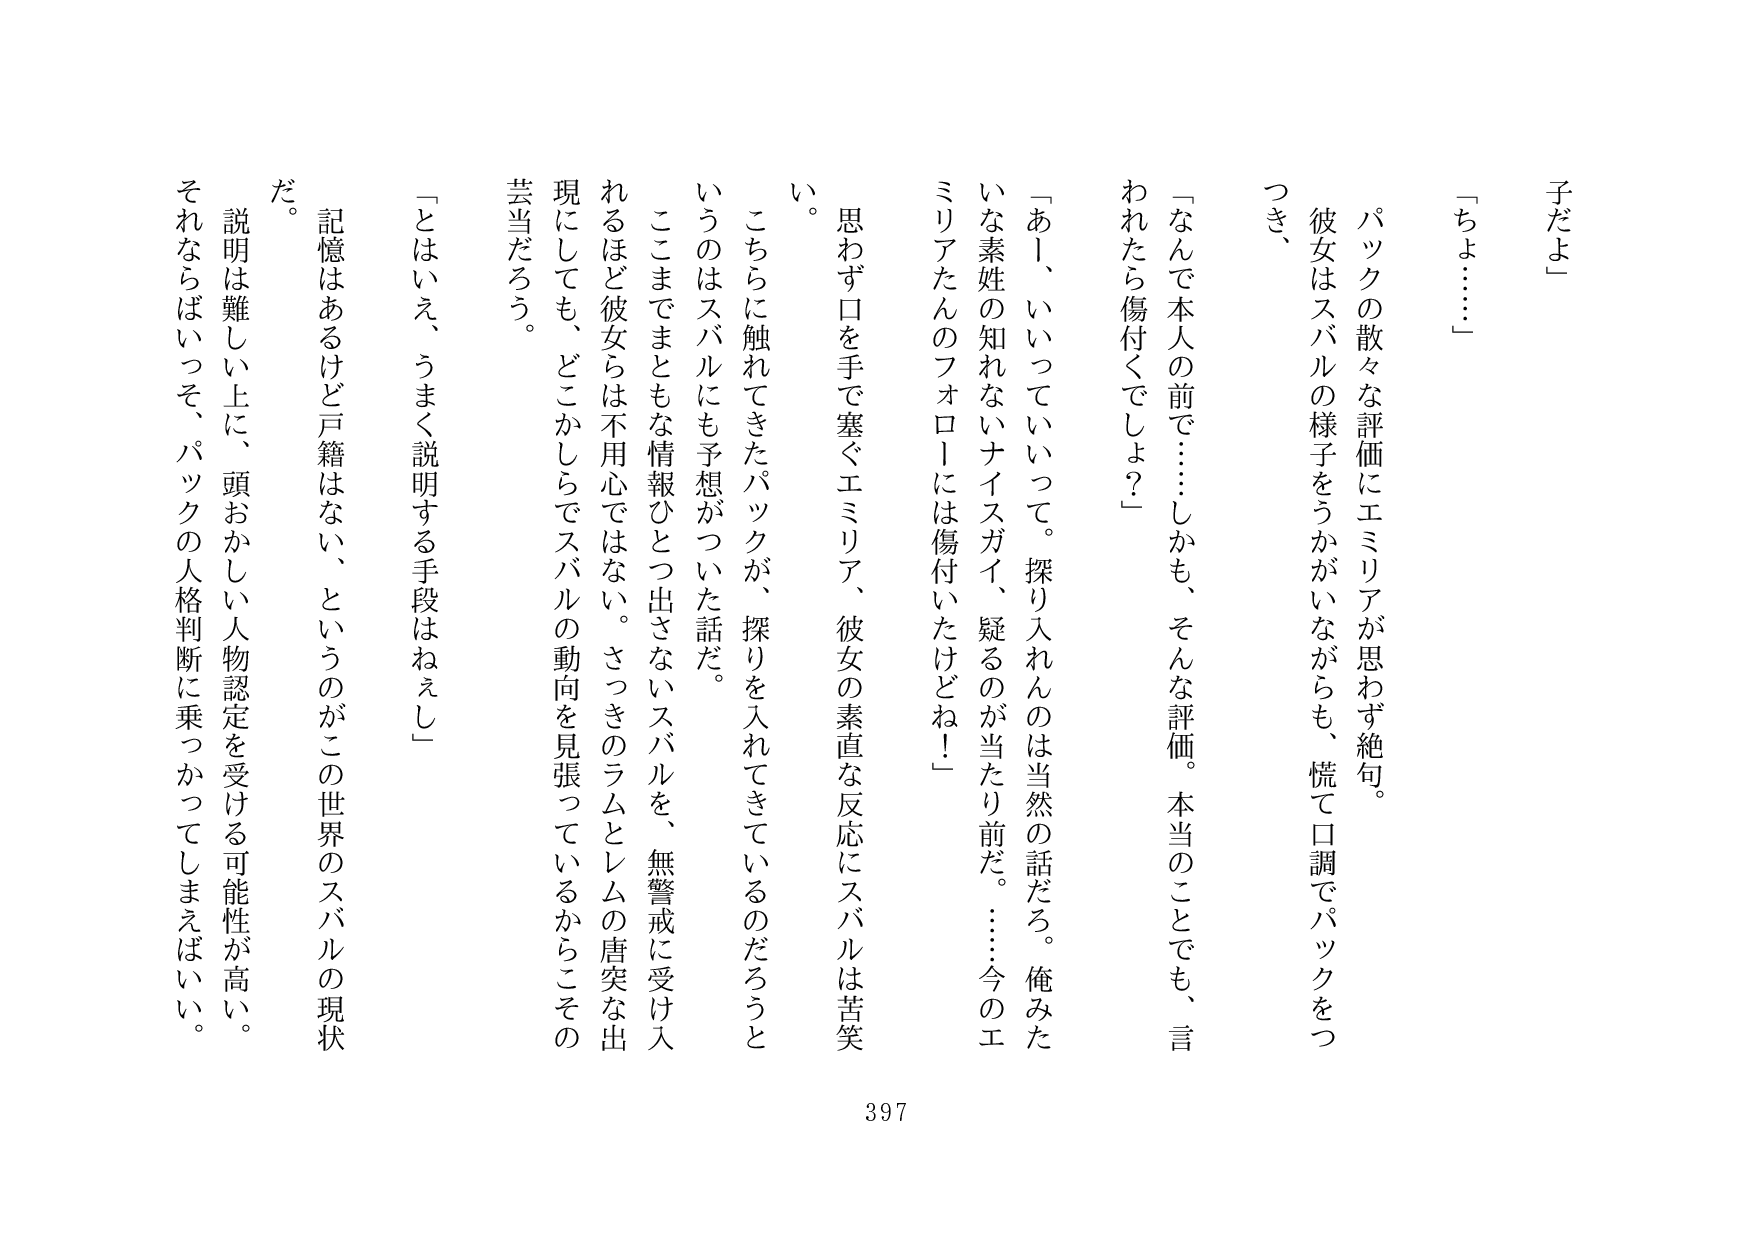 子だよ」
「ちょ……」
パックの散々な評価にエミリアが思わず絶句。
彼女はスバルの様子をうかがいながらも、慌て口調でパックをつ
つき、
「なんで本人の前で……しかも、そんな評価。本当のことでも、言
われたら傷付くでしょ？」
「あー、いいっていいって。探り入れんのは当然の話だろ。俺みた
いな素姓の知れないナイスガイ、疑るのが当たり前だ。……今のエ
ミリアたんのフォローには傷付いたけどね！」
思わず口を手で塞ぐエミリア、彼女の素直な反応にスバルは苦笑
い。
こちらに触れてきたパックが、探りを入れてきているのだろうと
いうのはスバルにも予想がついた話だ。
ここまでまともな情報ひとつ出さないスバルを、無警戒に受け入
れるほど彼女らは不用心ではない。さっきのラムとレムの唐突な出
現にしても、どこかしらでスバルの動向を見張っているからこその
芸当だろう。
「とはいえ、うまく説明する手段はねぇし」
記憶はあるけど戸籍はない、というのがこの世界のスバルの現状
だ。
説明は難しい上に、頭おかしい人物認定を受ける可能性が高い。
それならばいっそ、パックの人格判断に乗っかってしまえばいい。
397